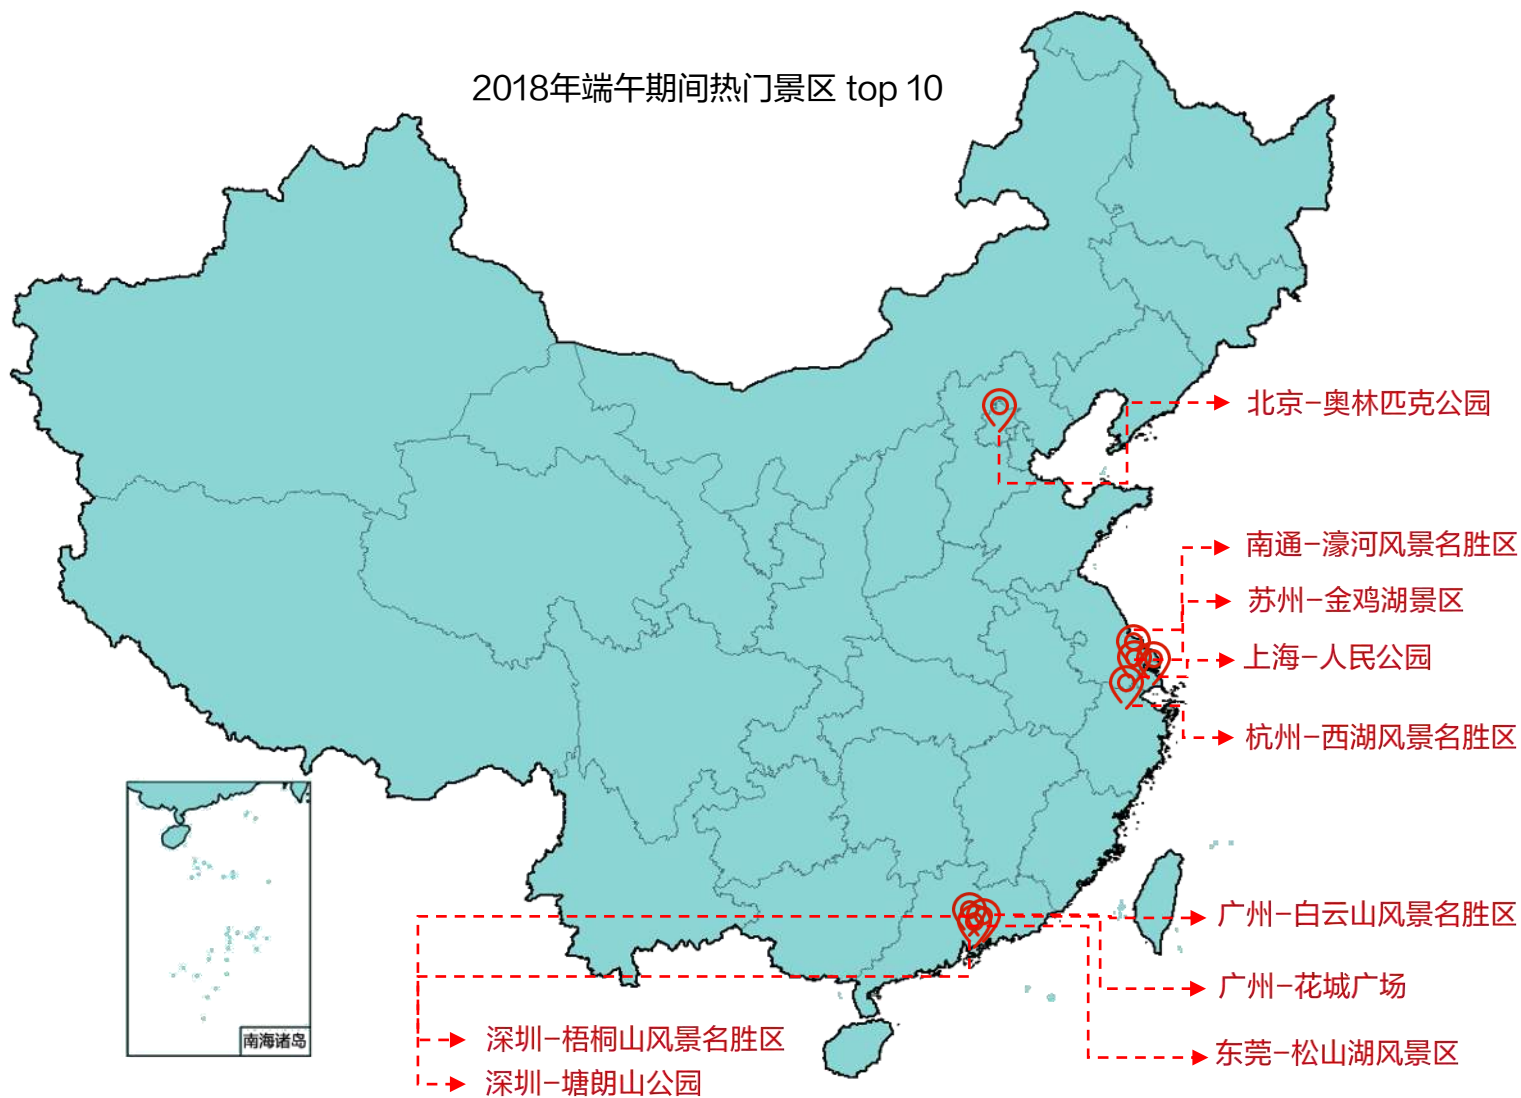 2018年端午期间热门景区 top 10
北京-奥林匹克公园
南通-濠河风景名胜区
苏州-金鸡湖景区
上海-人民公园
杭州-西湖风景名胜区
广州-白云山风景名胜区
广州-花城广场
东莞-松山湖风景区
深圳-梧桐山风景名胜区
深圳-塘朗山公园
南海诸岛